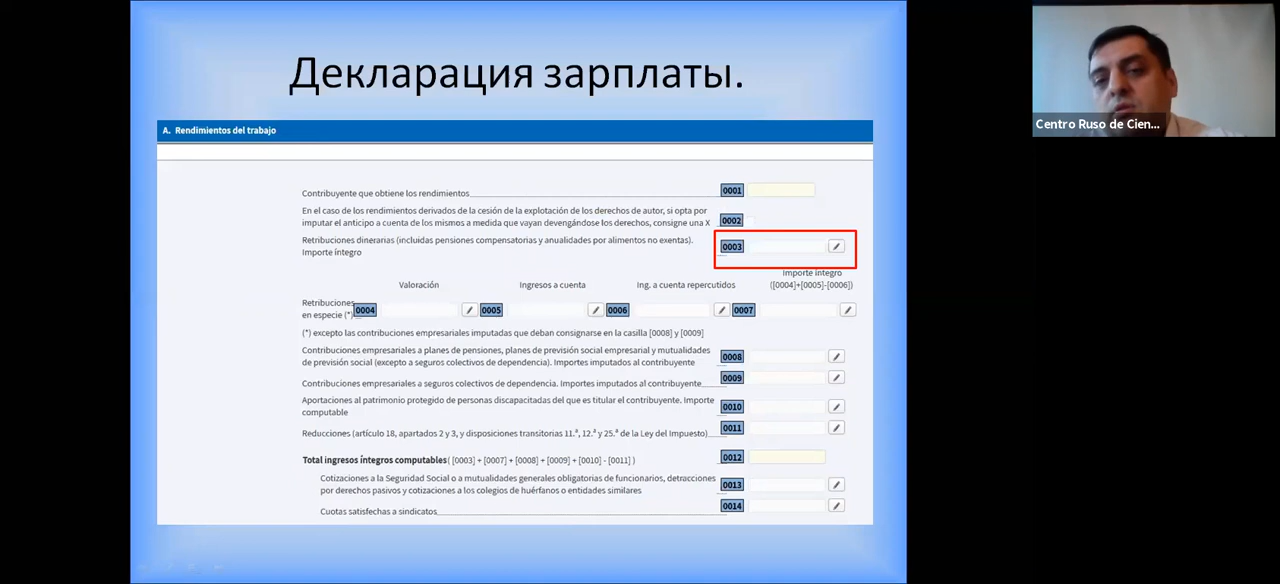 Декларация зарплаты.
A. Rendimientos del trabajo
Contribuyente que obtiene los rendimientos 0001
En el caso de los rendimientos derivados de la cesión de la explotación de los derechos de autor, si opta por
imputar el anticipo a cuenta de los mismos a medida que vayan devengándose los derechos, consigne una X 0002
Retribuciones dinerarias (incluidas pensiones compensatorias y anualidades por alimentos no exentas).
Importe íntegro 0003
Valoración Ingresos a cuenta Ing. a cuenta repercutidos Importe íntegro
([0004]+[0005]-[0006])
Retribuciones
en especie (*) 0004 0005 0006 0007
(*) excepto las contribuciones empresariales imputadas que deban consignarse en la casilla [0008] y [0009]
Contribuciones empresariales a planes de pensiones, planes de previsión social empresarial y mutualidades
de previsión social (excepto a seguros colectivos de dependencia). Importes imputados al contribuyente 0008
Contribuciones empresariales a seguros colectivos de dependencia. Importes imputados al contribuyente 0009
Aportaciones al patrimonio protegido de personas discapacitadas del que es titular el contribuyente. Importe
computable 0010
Reducciones (artículo 18, apartados 2 y 3, y disposiciones transitorias 11.ª, 12.ª y 25.ª de la Ley del Impuesto) 0011
Total ingresos íntegros computables ( [0003] + [0007] + [0008] + [0009] + [0010] - [0011] ) 0012
Cotizaciones a la Seguridad Social o a mutualidades generales obligatorias de funcionarios, detracciones
por derechos pasivos y cotizaciones a los colegios de huérfanos o entidades similares 0013
Cuotas satisfechas a sindicatos 0014
Centro Ruso de Cien...